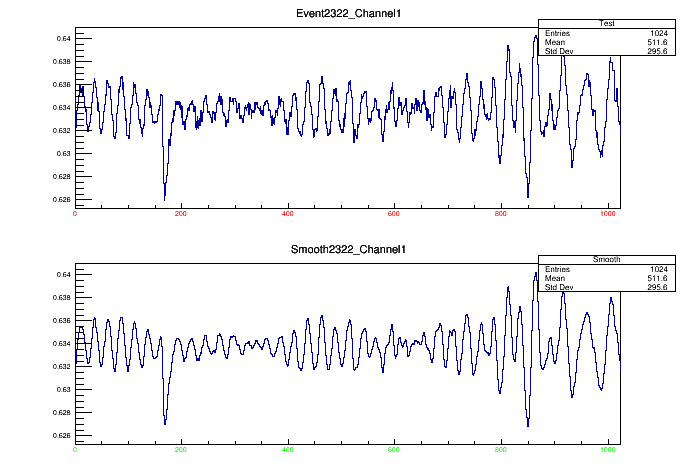 Event2322_Channel1
Test
Entries 1024
Mean 511.6
Std Dev 295.6
0.64
0.638
0.636
0.634
0.632
0.63
0.628
0.626
0 200 400 600 800 1000
Smooth2322_Channel1
Smooth
Entries 1024
Mean 511.6
Std Dev 295.6
0.64
0.638
0.636
0.634
0.632
0.63
0.628
0.626
0 200 400 600 800 1000